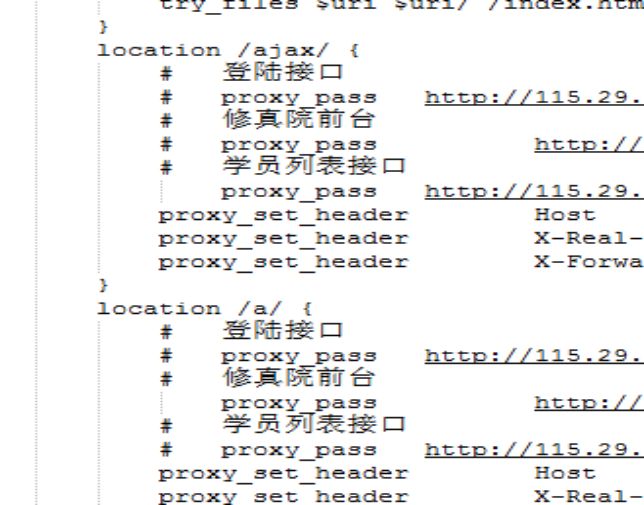 try_files $uri $uri/ /index.htm
}
location /ajax/ {
# 登陆接口
# proxy_pass http://115.29.
# 修真院前台
# proxy_pass http://
# 学员列表接口
proxy_pass http://115.29.
proxy_set_header Host
proxy_set_header X-Real-
proxy_set_header X-Forwa
}
location /a/ {
# 登陆接口
# proxy_pass http://115.29.
# 修真院前台
proxy_pass http://
# 学员列表接口
# proxy_pass http://115.29.
proxy_set_header Host
proxy_set_header X-Real-